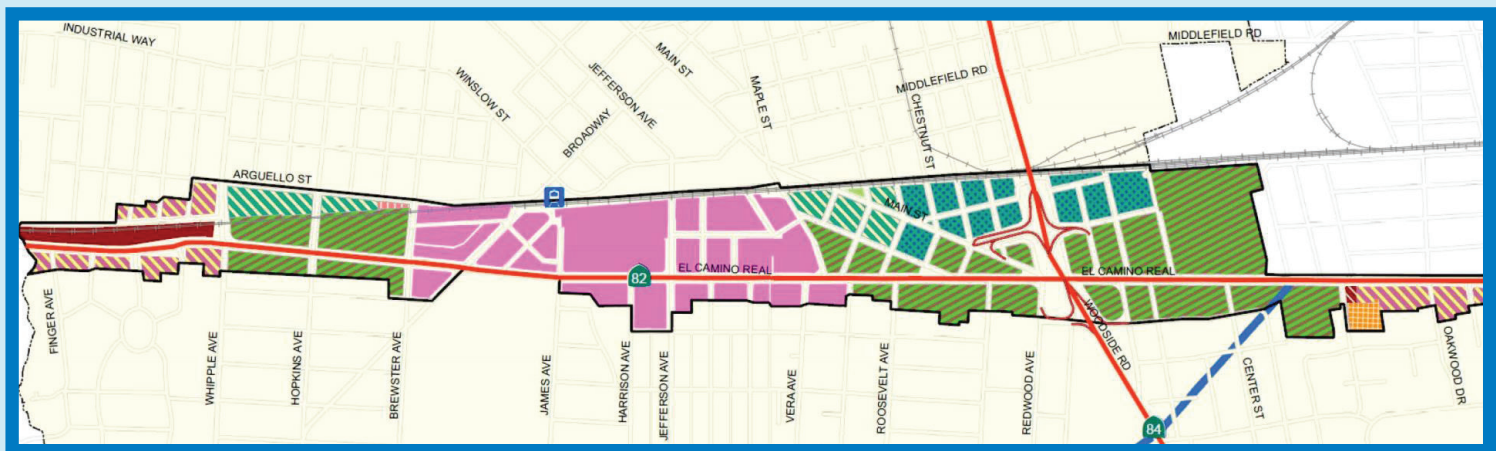 INDUSTRIAL WAY
MAIN ST
MIDDLEFIELD RD
WINSLOW ST
JEFFERSON AVE
MAPLE ST
MIDDLEFIELD RD
BROADWAY
CHESTNUT ST
ARGUELLO ST
MAIN ST
EL CAMINO REAL
EL CAMINO REAL
82
FINGER AVE
WHIPPLE AVE
HOPKINS AVE
BREWSTER AVE
JAMES AVE
HARRISON AVE
JEFFERSON AVE
VERA AVE
ROOSEVELT AVE
REDWOOD AVE
WOODSIDE RD
CENTER ST
OAKWOOD DR
84